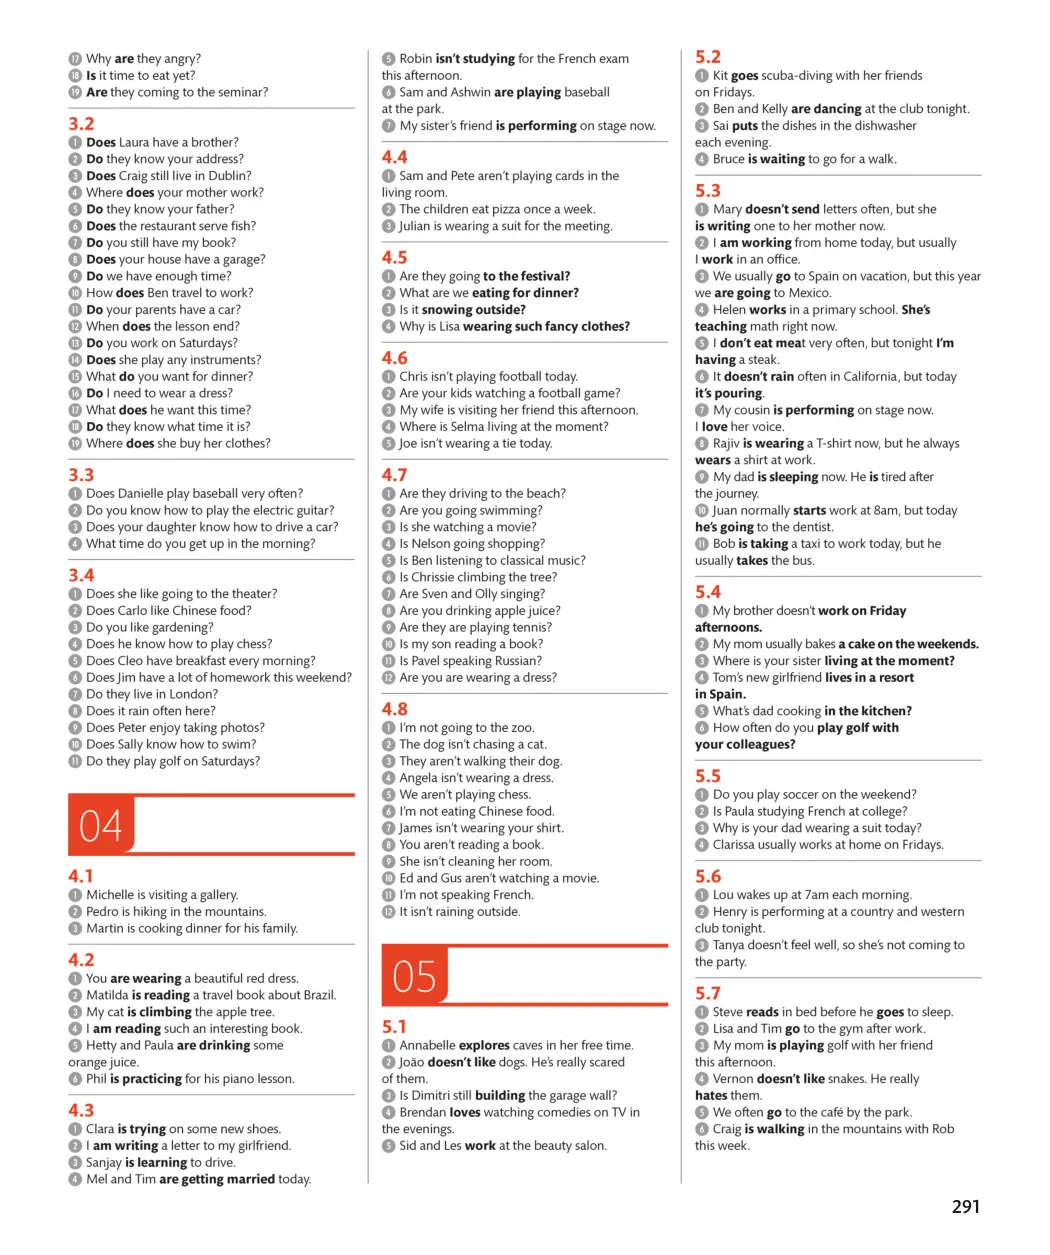 17 Why are they angry?
18 Is it time to eat yet?
19 Are they coming to the seminar?
3.2
1 Does Laura have a brother?
2 Do they know your address?
3 Does Craig still live in Dublin?
4 Where does your mother work?
5 Do they know your father?
6 Does the restaurant serve fish?
7 Do you still have my book?
8 Does your house have a garage?
9 Do we have enough time?
10 How does Ben travel to work?
11 Do your parents have a car?
12 When does the lesson end?
13 Do you work on Saturdays?
14 Does she play any instruments?
15 What do you want for dinner?
16 Do I need to wear a dress?
17 What does he want this time?
18 Do they know what time it is?
19 Where does she buy her clothes?
3.3
1 Does Danielle play baseball very often?
2 Do you know how to play the electric guitar?
3 Does your daughter know how to drive a car?
4 What time do you get up in the morning?
3.4
1 Does she like going to the theater?
2 Does Carlo like Chinese food?
3 Do you like gardening?
4 Does he know how to play chess?
5 Does Cleo have breakfast every morning?
6 Does Jim have a lot of homework this weekend?
7 Do they live in London?
8 Does it rain often here?
9 Does Peter enjoy taking photos?
10 Does Sally know how to swim?
11 Do they play golf on Saturdays?
04
4.1
1 Michelle is visiting a gallery.
2 Pedro is hiking in the mountains.
3 Martin is cooking dinner for his family.
4.2
1 You are wearing a beautiful red dress.
2 Matilda is reading a travel book about Brazil.
3 My cat is climbing the apple tree.
4 I am reading such an interesting book.
5 Hetty and Paula are drinking some
orange juice.
6 Phil is practicing for his piano lesson.
4.3
1 Clara is trying on some new shoes.
2 I am writing a letter to my girlfriend.
3 Sanjay is learning to drive.
4 Mel and Tim are getting married today.
5 Robin isn't studying for the French exam
this afternoon.
6 Sam and Ashwin are playing baseball
at the park.
7 My sister's friend is performing on stage now.
4.4
1 Sam and Pete aren't playing cards in the
living room.
2 The children eat pizza once a week.
3 Julian is wearing a suit for the meeting.
4.5
1 Are they going to the festival?
2 What are we eating for dinner?
3 Is it snowing outside?
4 Why is Lisa wearing such fancy clothes?
4.6
1 Chris isn't playing football today.
2 Are your kids watching a football game?
3 My wife is visiting her friend this afternoon.
4 Where is Selma living at the moment?
5 Joe isn't wearing a tie today.
4.7
1 Are they driving to the beach?
2 Are you going swimming?
3 Is she watching a movie?
4 Is Nelson going shopping?
5 Is Ben listening to classical music?
6 Is Chrissie climbing the tree?
7 Are Sven and Olly singing?
8 Are you drinking apple juice?
9 Are they are playing tennis?
10 Is my son reading a book?
11 Is Pavel speaking Russian?
12 Are you are wearing a dress?
4.8
1 I'm not going to the zoo.
2 The dog isn't chasing a cat.
3 They aren't walking their dog.
4 Angela isn't wearing a dress.
5 We aren't playing chess.
6 I'm not eating Chinese food.
7 James isn't wearing your shirt.
8 You aren't reading a book.
9 She isn't cleaning her room.
10 Ed and Gus aren't watching a movie.
11 I'm not speaking French.
12 It isn't raining outside.
05
5.1
1 Annabelle explores caves in her free time.
2 João doesn't like dogs. He's really scared
of them.
3 Is Dimitri still building the garage wall?
4 Brendan loves watching comedies on TV in
the evenings.
5 Sid and Les work at the beauty salon.
5.2
1 Kit goes scuba-diving with her friends
on Fridays.
2 Ben and Kelly are dancing at the club tonight.
3 Sai puts the dishes in the dishwasher
each evening.
4 Bruce is waiting to go for a walk.
5.3
1 Mary doesn't send letters often, but she
is writing one to her mother now.
2 I am working from home today, but usually
I work in an office.
3 We usually go to Spain on vacation, but this year
we are going to Mexico.
4 Helen works in a primary school. She's
teaching math right now.
5 I don't eat meat very often, but tonight I'm
having a steak.
6 It doesn't rain often in California, but today
it's pouring.
7 My cousin is performing on stage now.
I love her voice.
8 Rajiv is wearing a T-shirt now, but he always
wears a shirt at work.
9 My dad is sleeping now. He is tired after
the journey.
10 Juan normally starts work at 8am, but today
he's going to the dentist.
11 Bob is taking a taxi to work today, but he
usually takes the bus.
5.4
1 My brother doesn't work on Friday
afternoons.
2 My mom usually bakes a cake on the weekends.
3 Where is your sister living at the moment?
4 Tom's new girlfriend lives in a resort
in Spain.
5 What's dad cooking in the kitchen?
6 How often do you play golf with
your colleagues?
5.5
1 Do you play soccer on the weekend?
2 Is Paula studying French at college?
3 Why is your dad wearing a suit today?
4 Clarissa usually works at home on Fridays.
5.6
1 Lou wakes up at 7am each morning.
2 Henry is performing at a country and western
club tonight.
3 Tanya doesn't feel well, so she's not coming to
the party.
5.7
1 Steve reads in bed before he goes to sleep.
2 Lisa and Tim go to the gym after work.
3 My mom is playing golf with her friend
this afternoon.
4 Vernon doesn't like snakes. He really
hates them.
5 We often go to the café by the park.
6 Craig is walking in the mountains with Rob
this week.
291